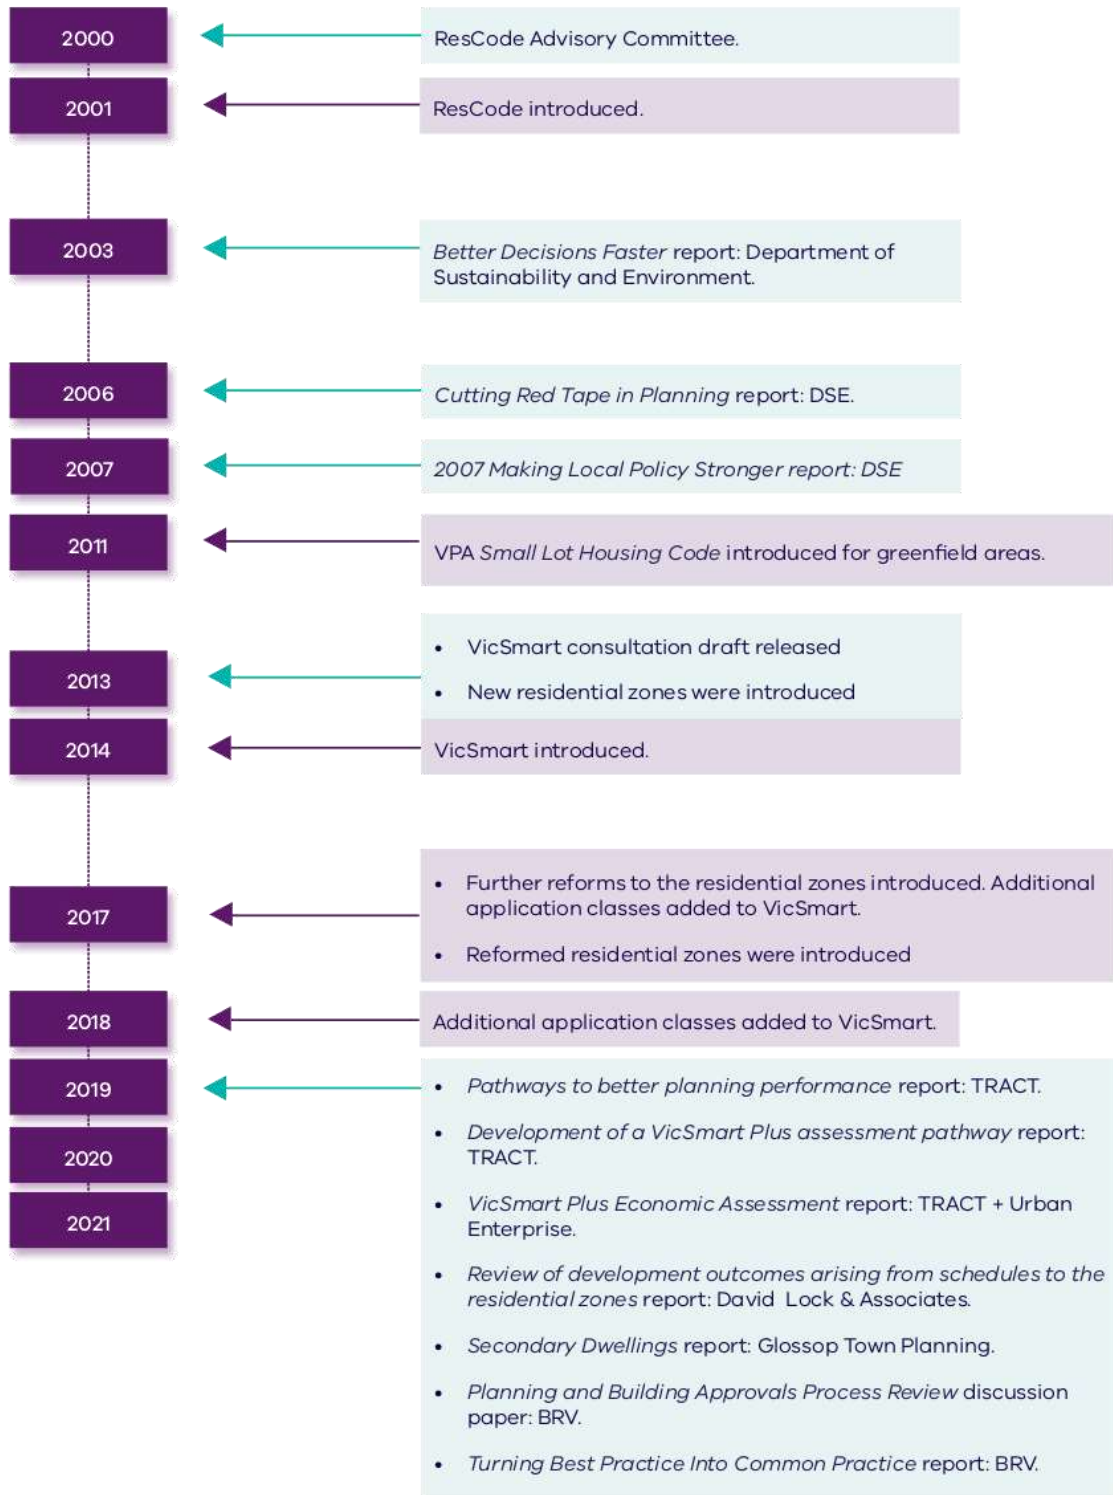 2000
ResCode Advisory Committee.
2001
ResCode introduced.
2003
Better Decisions Faster report: Department of
Sustainability and Environment.
2006
Cutting Red Tape in Planning report: DSE.
2007
2007 Making Local Policy Stronger report: DSE
2011
VPA Small Lot Housing Code introduced for greenfield areas.
2013
• VicSmart consultation draft released
• New residential zones were introduced
2014
VicSmart introduced.
2017
• Further reforms to the residential zones introduced. Additional
application classes added to VicSmart.
• Reformed residential zones were introduced
2018
Additional application classes added to VicSmart.
2019
2020
2021
• Pathways to better planning performance report: TRACT.
• Development of a VicSmart Plus assessment pathway report:
TRACT.
• VicSmart Plus Economic Assessment report: TRACT + Urban
Enterprise.
• Review of development outcomes arising from schedules to the
residential zones report: David Lock & Associates.
• Secondary Dwellings report: Glossop Town Planning.
• Planning and Building Approvals Process Review discussion
paper: BRV.
• Turning Best Practice Into Common Practice report: BRV.